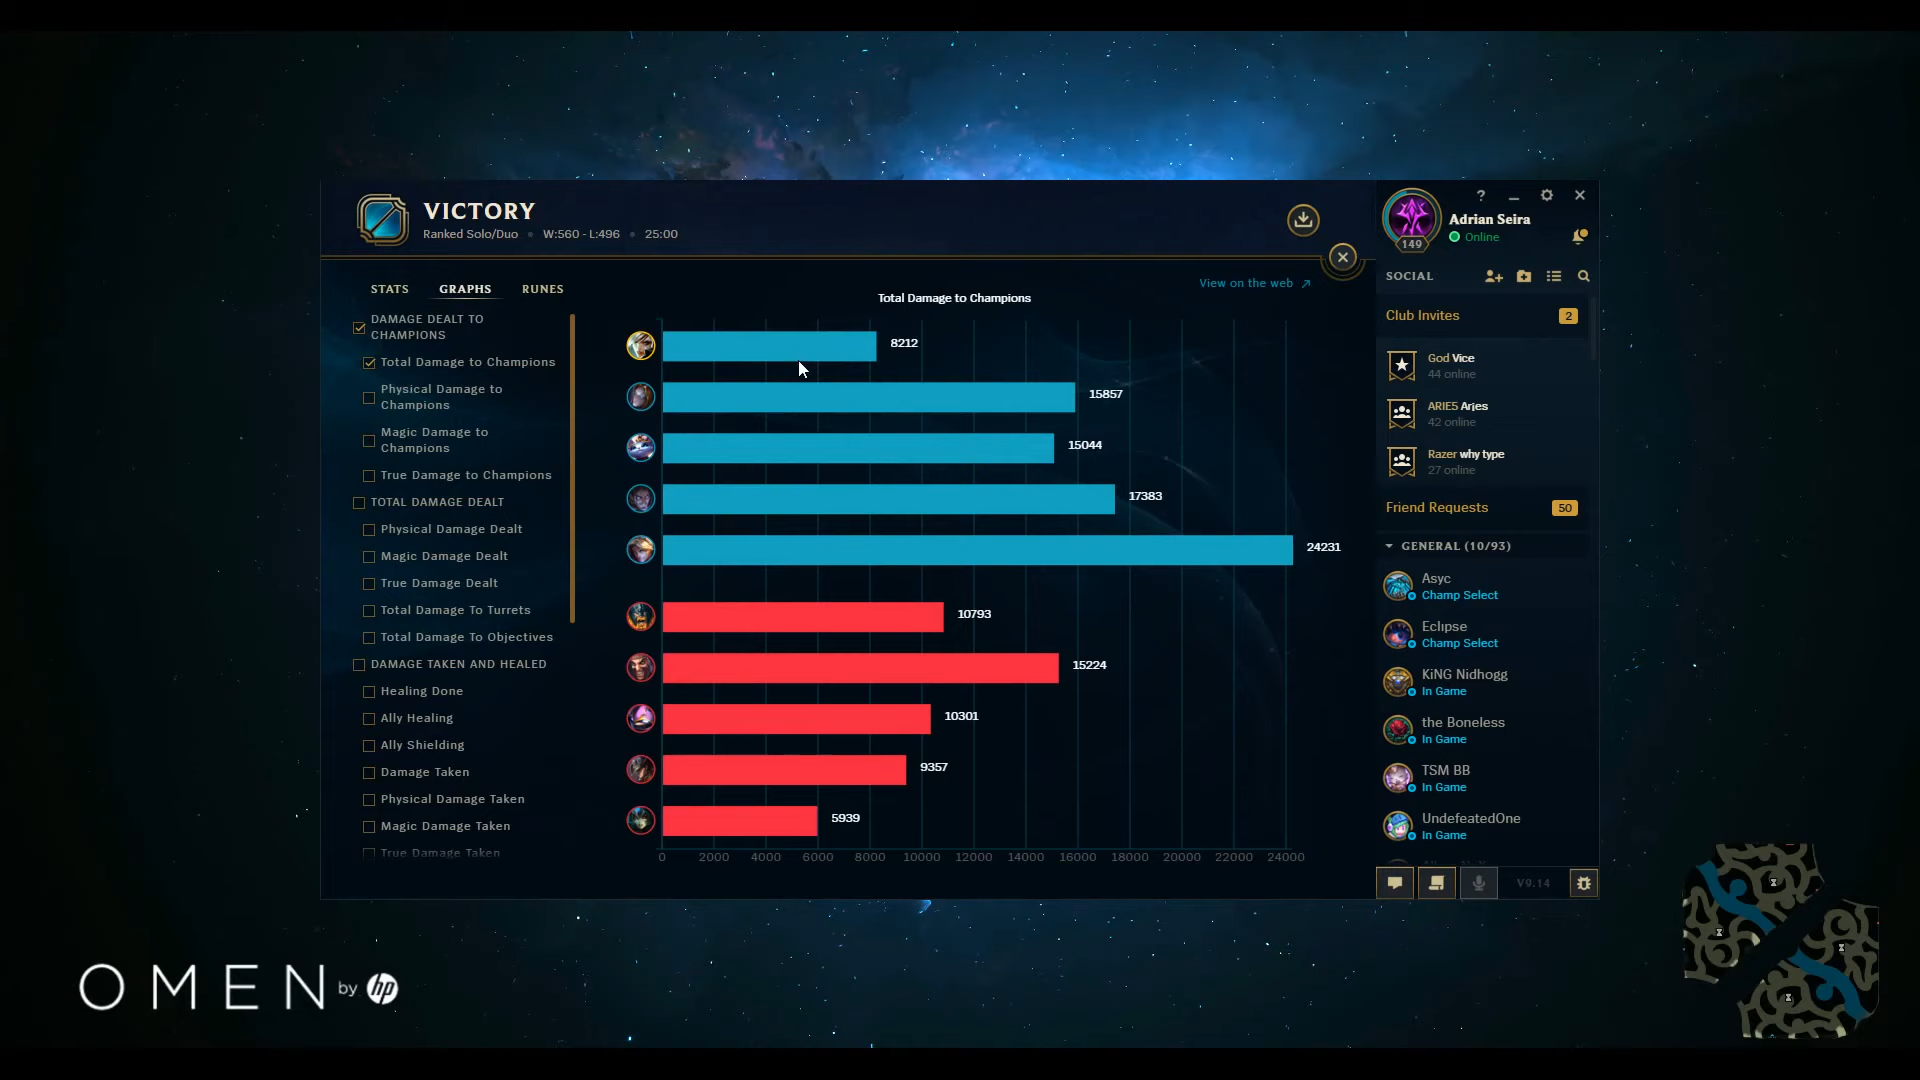 VICTORY
Ranked Solo/Duo • W:560 - L:496 • 25:00
STATS GRAPHS RUNES
View on the web
DAMAGE DEALT TO
CHAMPIONS
Total Damage to Champions
Physical Damage to
Champions
Magic Damage to
Champions
True Damage to Champions
TOTAL DAMAGE DEALT
Physical Damage Dealt
Magic Damage Dealt
True Damage Dealt
Total Damage To Turrets
Total Damage To Objectives
DAMAGE TAKEN AND HEALED
Healing Done
Ally Healing
Ally Shielding
Damage Taken
Physical Damage Taken
Magic Damage Taken
True Damage Taken
Total Damage to Champions
8212
15857
15044
17383
24231
10793
15224
10301
9357
5939
0 2000 4000 6000 8000 10000 12000 14000 16000 18000 20000 22000 24000
?
149
Adrian Seira
Online
SOCIAL
Club Invites 2
God Vice
44 online
ARIES Aries
42 online
Razer why type
27 online
Friend Requests 50
GENERAL (10/93)
Asyc
Champ Select
Eclipse
Champ Select
KiNG Nidhogg
In Game
the Boneless
In Game
TSM BB
In Game
UndefeatedOne
In Game
V9.14
OMEN by hp